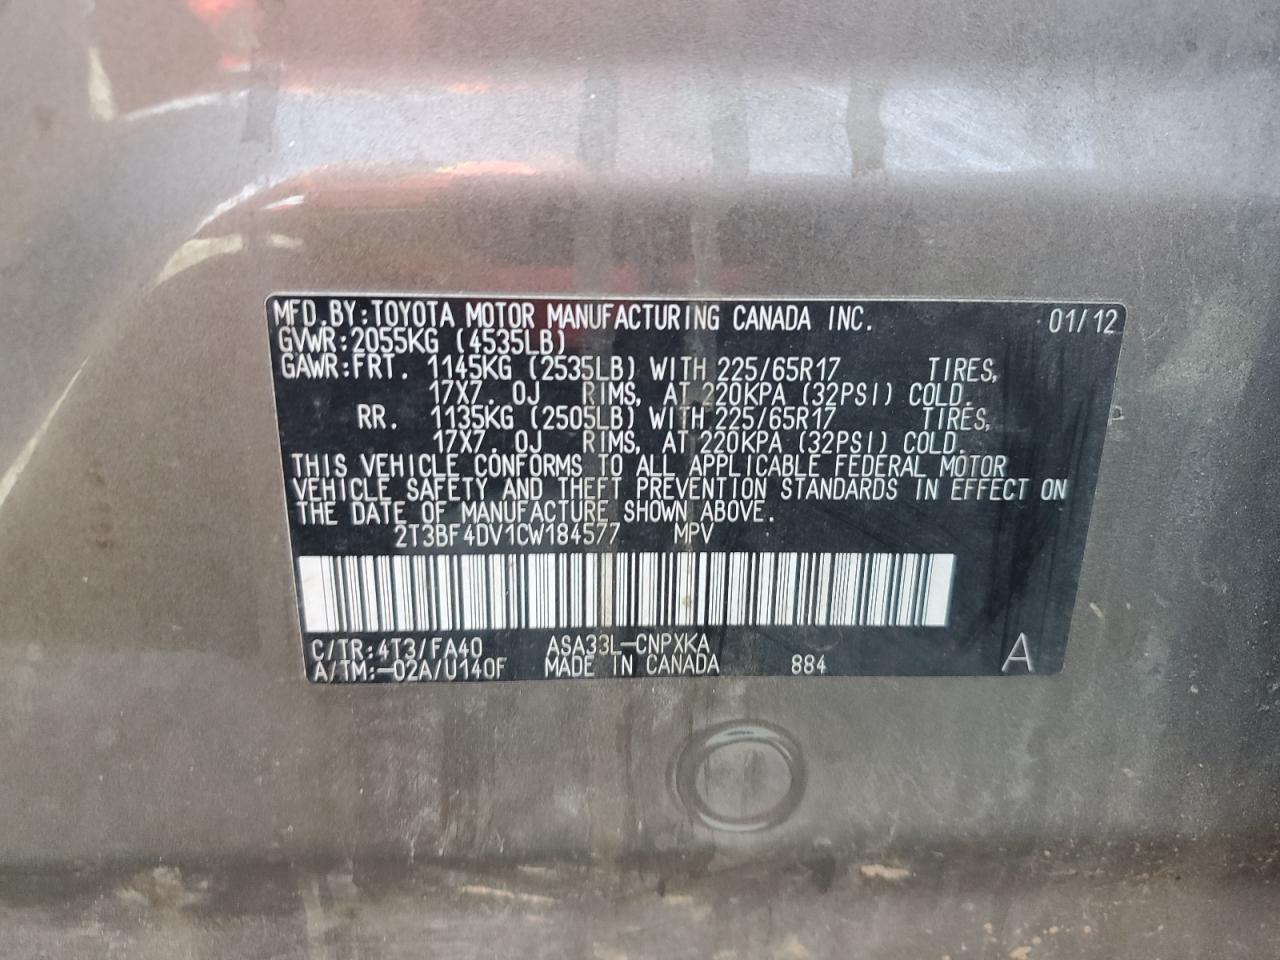 MFD. BY: TOYOTA MOTOR MANUFACTURING CANADA INC. 01/12
GVWR: 2055KG (4535LB)
GAWR: FRT. 1145KG (2535LB) WITH 225/65R17 TIRES,
17X7. 0J RIMS, AT 220KPA (32PSI) COLD.
RR. 1135KG (2505LB) WITH 225/65R17 TIRES,
17X7. 0J RIMS, AT 220KPA (32PSI) COLD.
THIS VEHICLE CONFORMS TO ALL APPLICABLE FEDERAL MOTOR
VEHICLE SAFETY AND THEFT PREVENTION STANDARDS IN EFFECT ON
THE DATE OF MANUFACTURE SHOWN ABOVE.
2T3BF4DV1CW184577 MPV
C/TR: 4T3/FA40 ASA33L-CNPXKA
A/TM: -02A/U140F MADE IN CANADA 884 A